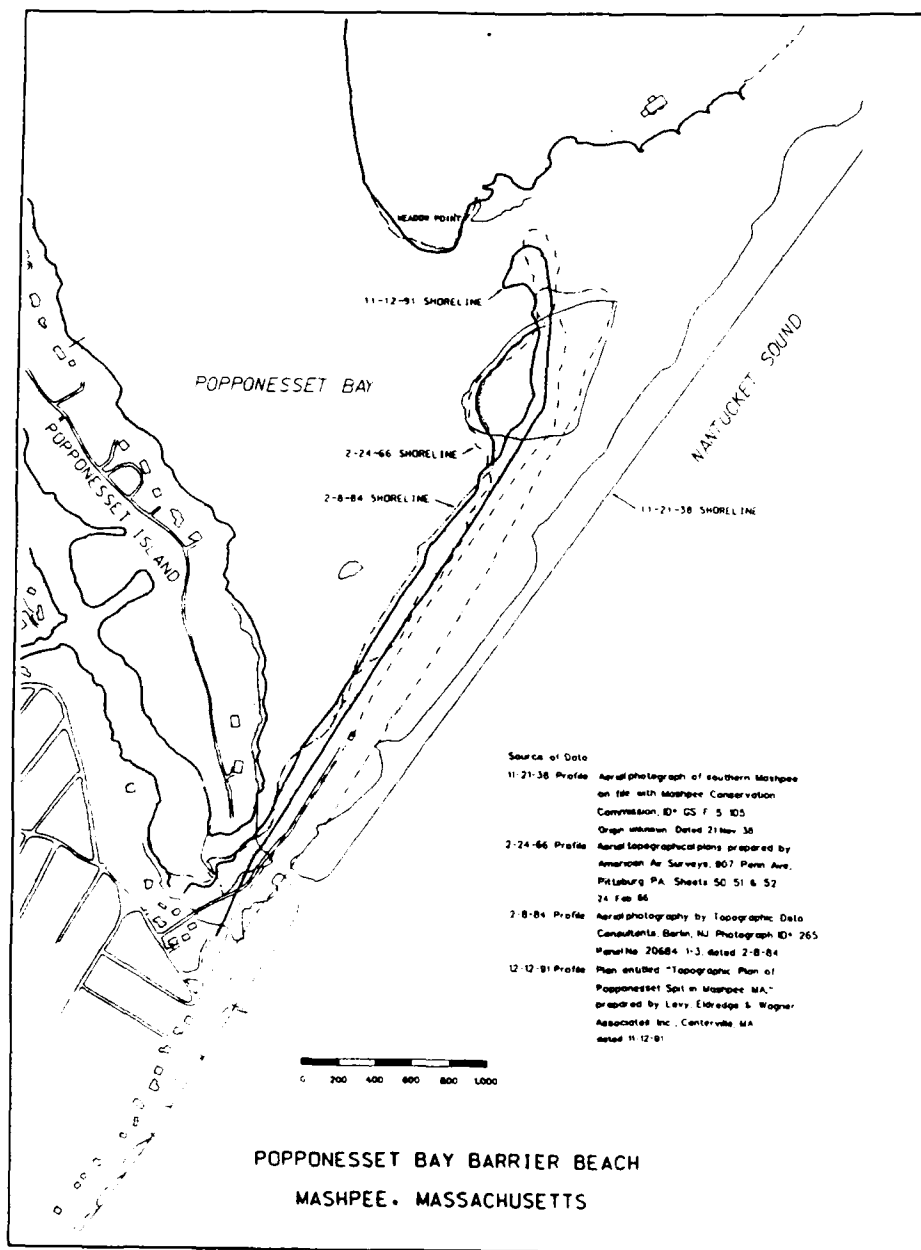 MEADOW POINT
11-12-91 SHORELINE
POPPONESSET BAY
NANTUCKET SOUND
POPPONESSET ISLAND
2-24-66 SHORELINE
2-8-84 SHORELINE
11-21-38 SHORELINE
Source of Data
11-21-38 Profile Aerial photograph of southern Mashpee
on file with Mashpee Conservation
Commission, ID# GS F 5 105
Origin unknown Dated 21 Nov 38
2-24-66 Profile Aerial topographical plans prepared by
American Air Surveys, 907 Penn Ave,
Pittsburg PA Sheets 50 51 & 52
24 Feb 66
2-8-84 Profile Aerial photography by Topographic Data
Consultants, Berlin, NJ Photograph ID# 265
Panel No. 20684 1-3, dated 2-8-84
12-12-91 Profile Plan entitled "Topographic Plan of
Popponesset Spit in Mashpee MA,"
prepared by Levy, Eldredge & Wagner
Associates Inc., Centerville, MA
dated 11-12-91
0 200 400 600 800 1,000
POPPONESSET BAY BARRIER BEACH
MASHPEE, MASSACHUSETTS